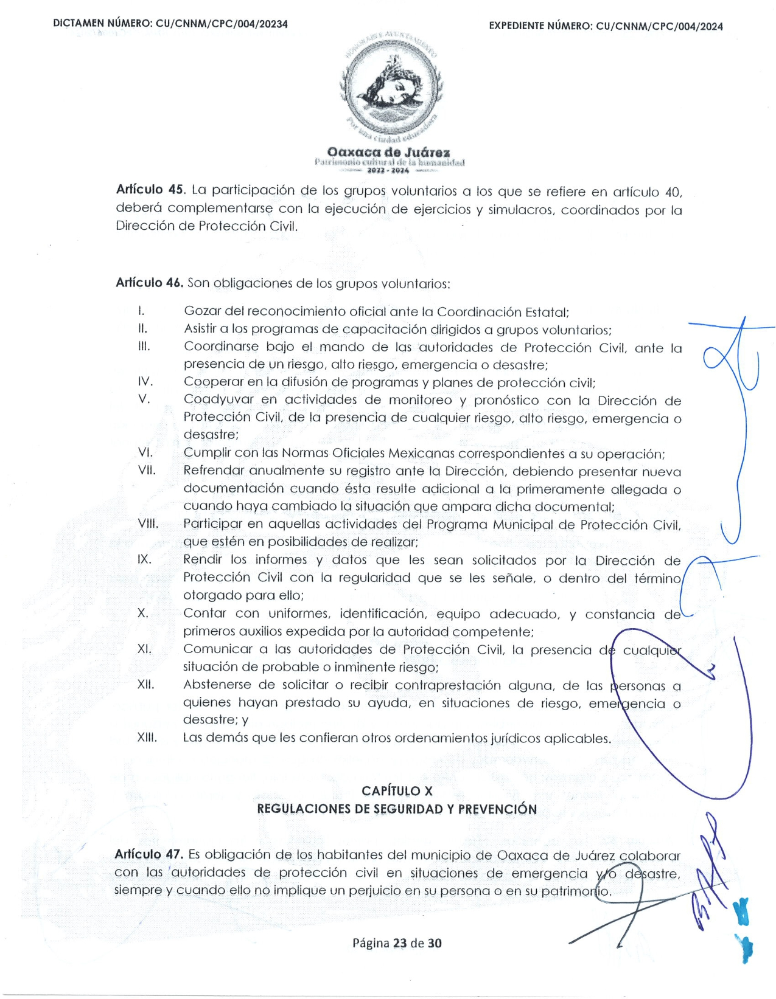 DICTAMEN NÚMERO: CU/CNNM/CPC/004/20234
EXPEDIENTE NÚMERO: CU/CNNM/CPC/004/2024
HONORABLE AYUNTAMIENTO
Por una ciudad educadora
Oaxaca de Juárez
Patrimonio cultural de la humanidad
2022 - 2024
Artículo 45. La participación de los grupos voluntarios a los que se refiere en artículo 40,
deberá complementarse con la ejecución de ejercicios y simulacros, coordinados por la
Dirección de Protección Civil.
Artículo 46. Son obligaciones de los grupos voluntarios:
I. Gozar del reconocimiento oficial ante la Coordinación Estatal;
II. Asistir a los programas de capacitación dirigidos a grupos voluntarios;
III. Coordinarse bajo el mando de las autoridades de Protección Civil, ante la
presencia de un riesgo, alto riesgo, emergencia o desastre;
IV. Cooperar en la difusión de programas y planes de protección civil;
V. Coadyuvar en actividades de monitoreo y pronóstico con la Dirección de
Protección Civil, de la presencia de cualquier riesgo, alto riesgo, emergencia o
desastre;
VI. Cumplir con las Normas Oficiales Mexicanas correspondientes a su operación;
VII. Refrendar anualmente su registro ante la Dirección, debiendo presentar nueva
documentación cuando ésta resulte adicional a la primeramente allegada o
cuando haya cambiado la situación que ampara dicha documental;
VIII. Participar en aquellas actividades del Programa Municipal de Protección Civil,
que estén en posibilidades de realizar;
IX. Rendir los informes y datos que les sean solicitados por la Dirección de
Protección Civil con la regularidad que se les señale, o dentro del término
otorgado para ello;
X. Contar con uniformes, identificación, equipo adecuado, y constancia de
primeros auxilios expedida por la autoridad competente;
XI. Comunicar a las autoridades de Protección Civil, la presencia de cualquier
situación de probable o inminente riesgo;
XII. Abstenerse de solicitar o recibir contraprestación alguna, de las personas a
quienes hayan prestado su ayuda, en situaciones de riesgo, emergencia o
desastre; y
XIII. Las demás que les confieran otros ordenamientos jurídicos aplicables.
CAPÍTULO X
REGULACIONES DE SEGURIDAD Y PREVENCIÓN
Artículo 47. Es obligación de los habitantes del municipio de Oaxaca de Juárez colaborar
con las autoridades de protección civil en situaciones de emergencia y/o desastre,
siempre y cuando ello no implique un perjuicio en su persona o en su patrimonio.
Página 23 de 30